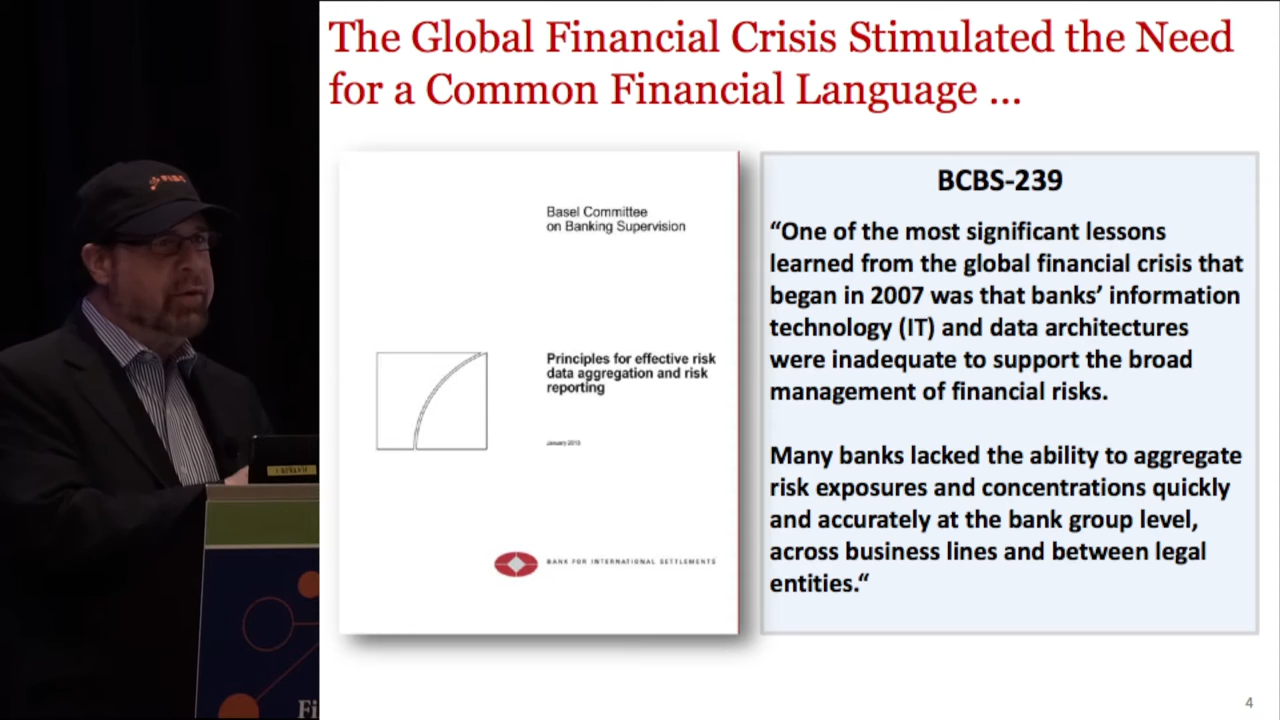 The Global Financial Crisis Stimulated the Need
for a Common Financial Language ...
Basel Committee
on Banking Supervision
Principles for effective risk
data aggregation and risk
reporting
January 2013
BANK FOR INTERNATIONAL SETTLEMENTS
BCBS-239
“One of the most significant lessons
learned from the global financial crisis that
began in 2007 was that banks’ information
technology (IT) and data architectures
were inadequate to support the broad
management of financial risks.
Many banks lacked the ability to aggregate
risk exposures and concentrations quickly
and accurately at the bank group level,
across business lines and between legal
entities.“
4
FIBO
Fi